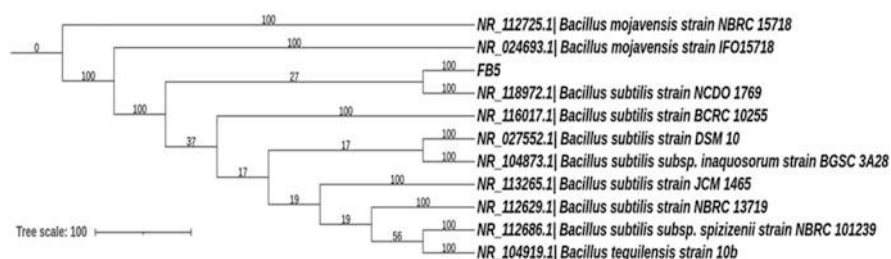 100 NR_112725.1| Bacillus mojavensis strain NBRC 15718
0 100 NR_024693.1| Bacillus mojavensis strain IFO15718
100 27 100 FB5
100 100 NR_118972.1| Bacillus subtilis strain NCDO 1769
100 NR_116017.1| Bacillus subtilis strain BCRC 10255
37 17 100 NR_027552.1| Bacillus subtilis strain DSM 10
100 NR_104873.1| Bacillus subtilis subsp. inaquosorum strain BGSC 3A28
17 100 NR_113265.1| Bacillus subtilis strain JCM 1465
19 100 NR_112629.1| Bacillus subtilis strain NBRC 13719
19 100 NR_112686.1| Bacillus subtilis subsp. spizizenii strain NBRC 101239
Tree scale: 100 56 100 NR_104919.1| Bacillus tequilensis strain 10b